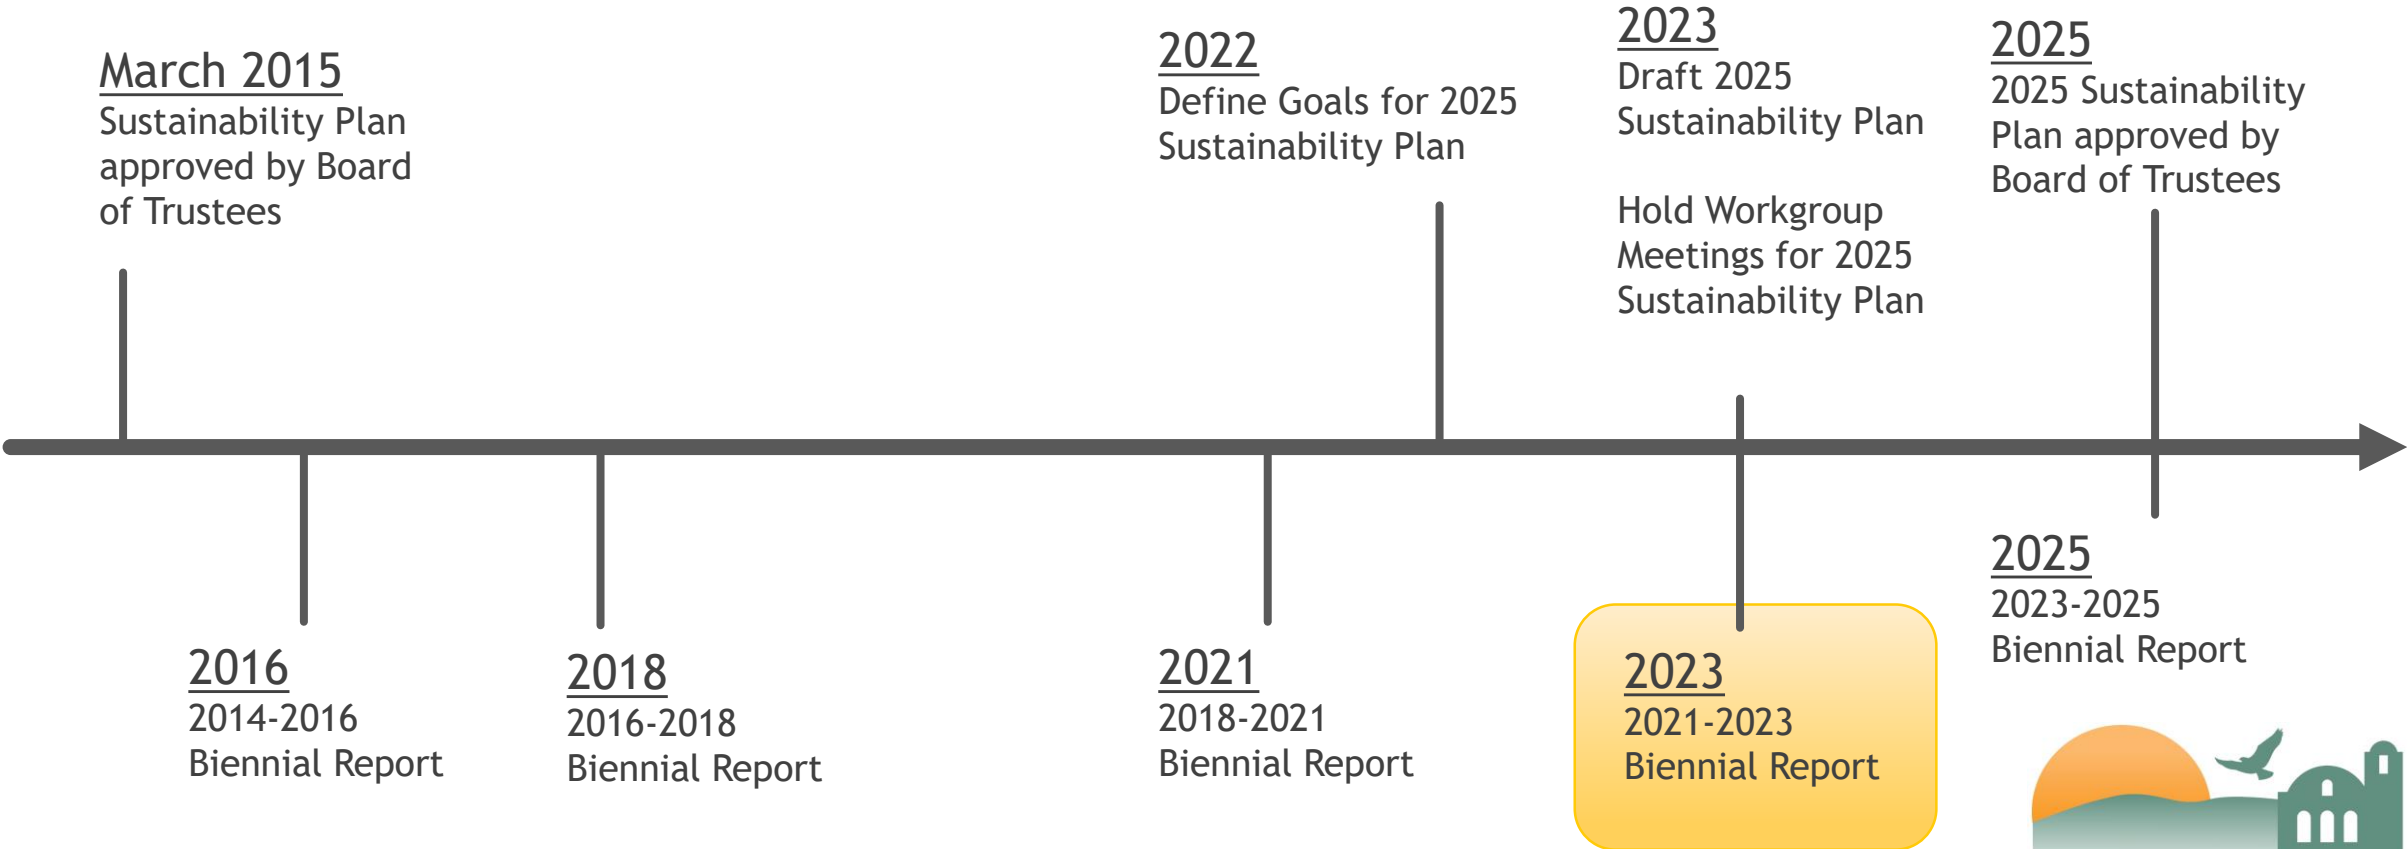 March 2015
Sustainability Plan
approved by Board
of Trustees
2022
Define Goals for 2025
Sustainability Plan
2023
Draft 2025
Sustainability Plan
Hold Workgroup
Meetings for 2025
Sustainability Plan
2025
2025 Sustainability
Plan approved by
Board of Trustees
2016
2014-2016
Biennial Report
2018
2016-2018
Biennial Report
2021
2018-2021
Biennial Report
2023
2021-2023
Biennial Report
2025
2023-2025
Biennial Report